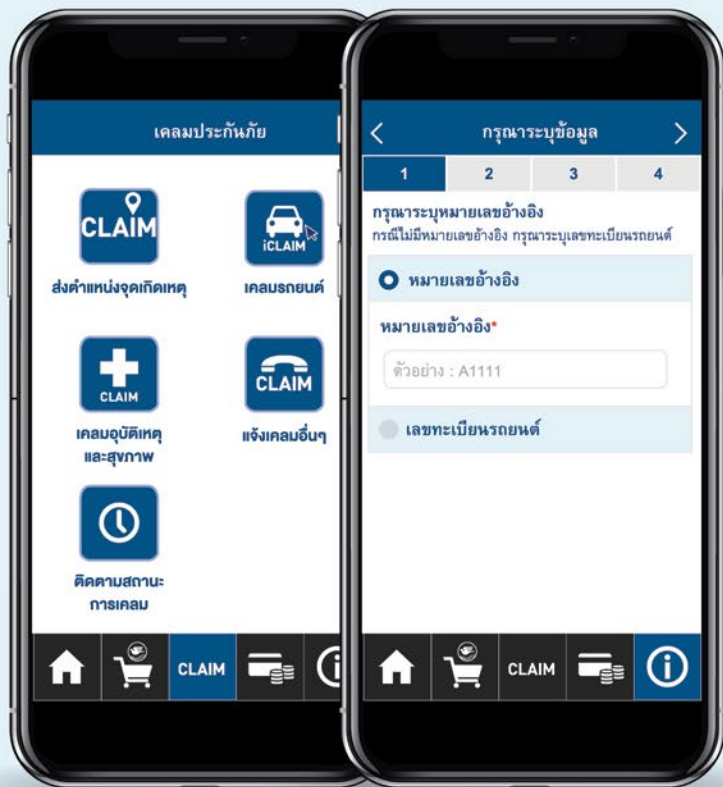 เคลมประกันภัย
CLAIM
ส่งตำแหน่งจุดเกิดเหตุ
iCLAIM
เคลมรถยนต์
CLAIM
เคลมอุบัติเหตุ
และสุขภาพ
CLAIM
แจ้งเคลมอื่นๆ
ติดตามสถานะ
การเคลม
CLAIM
กรุณาระบุข้อมูล
1 2 3 4
กรุณาระบุหมายเลขอ้างอิง
กรณีไม่มีหมายเลขอ้างอิง กรุณาระบุเลขทะเบียนรถยนต์
หมายเลขอ้างอิง
หมายเลขอ้างอิง*
ตัวอย่าง : A1111
เลขทะเบียนรถยนต์
CLAIM